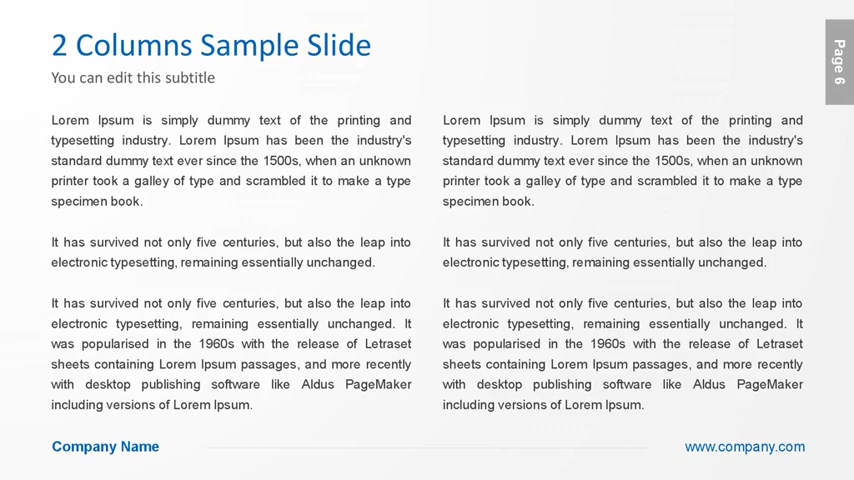 2 Columns Sample Slide
You can edit this subtitle
Page 6
Lorem Ipsum is simply dummy text of the printing and
typesetting industry. Lorem Ipsum has been the industry's
standard dummy text ever since the 1500s, when an unknown
printer took a galley of type and scrambled it to make a type
specimen book.
It has survived not only five centuries, but also the leap into
electronic typesetting, remaining essentially unchanged.
It has survived not only five centuries, but also the leap into
electronic typesetting, remaining essentially unchanged. It
was popularised in the 1960s with the release of Letraset
sheets containing Lorem Ipsum passages, and more recently
with desktop publishing software like Aldus PageMaker
including versions of Lorem Ipsum.
Lorem Ipsum is simply dummy text of the printing and
typesetting industry. Lorem Ipsum has been the industry's
standard dummy text ever since the 1500s, when an unknown
printer took a galley of type and scrambled it to make a type
specimen book.
It has survived not only five centuries, but also the leap into
electronic typesetting, remaining essentially unchanged.
It has survived not only five centuries, but also the leap into
electronic typesetting, remaining essentially unchanged. It
was popularised in the 1960s with the release of Letraset
sheets containing Lorem Ipsum passages, and more recently
with desktop publishing software like Aldus PageMaker
including versions of Lorem Ipsum.
Company Name
www.company.com